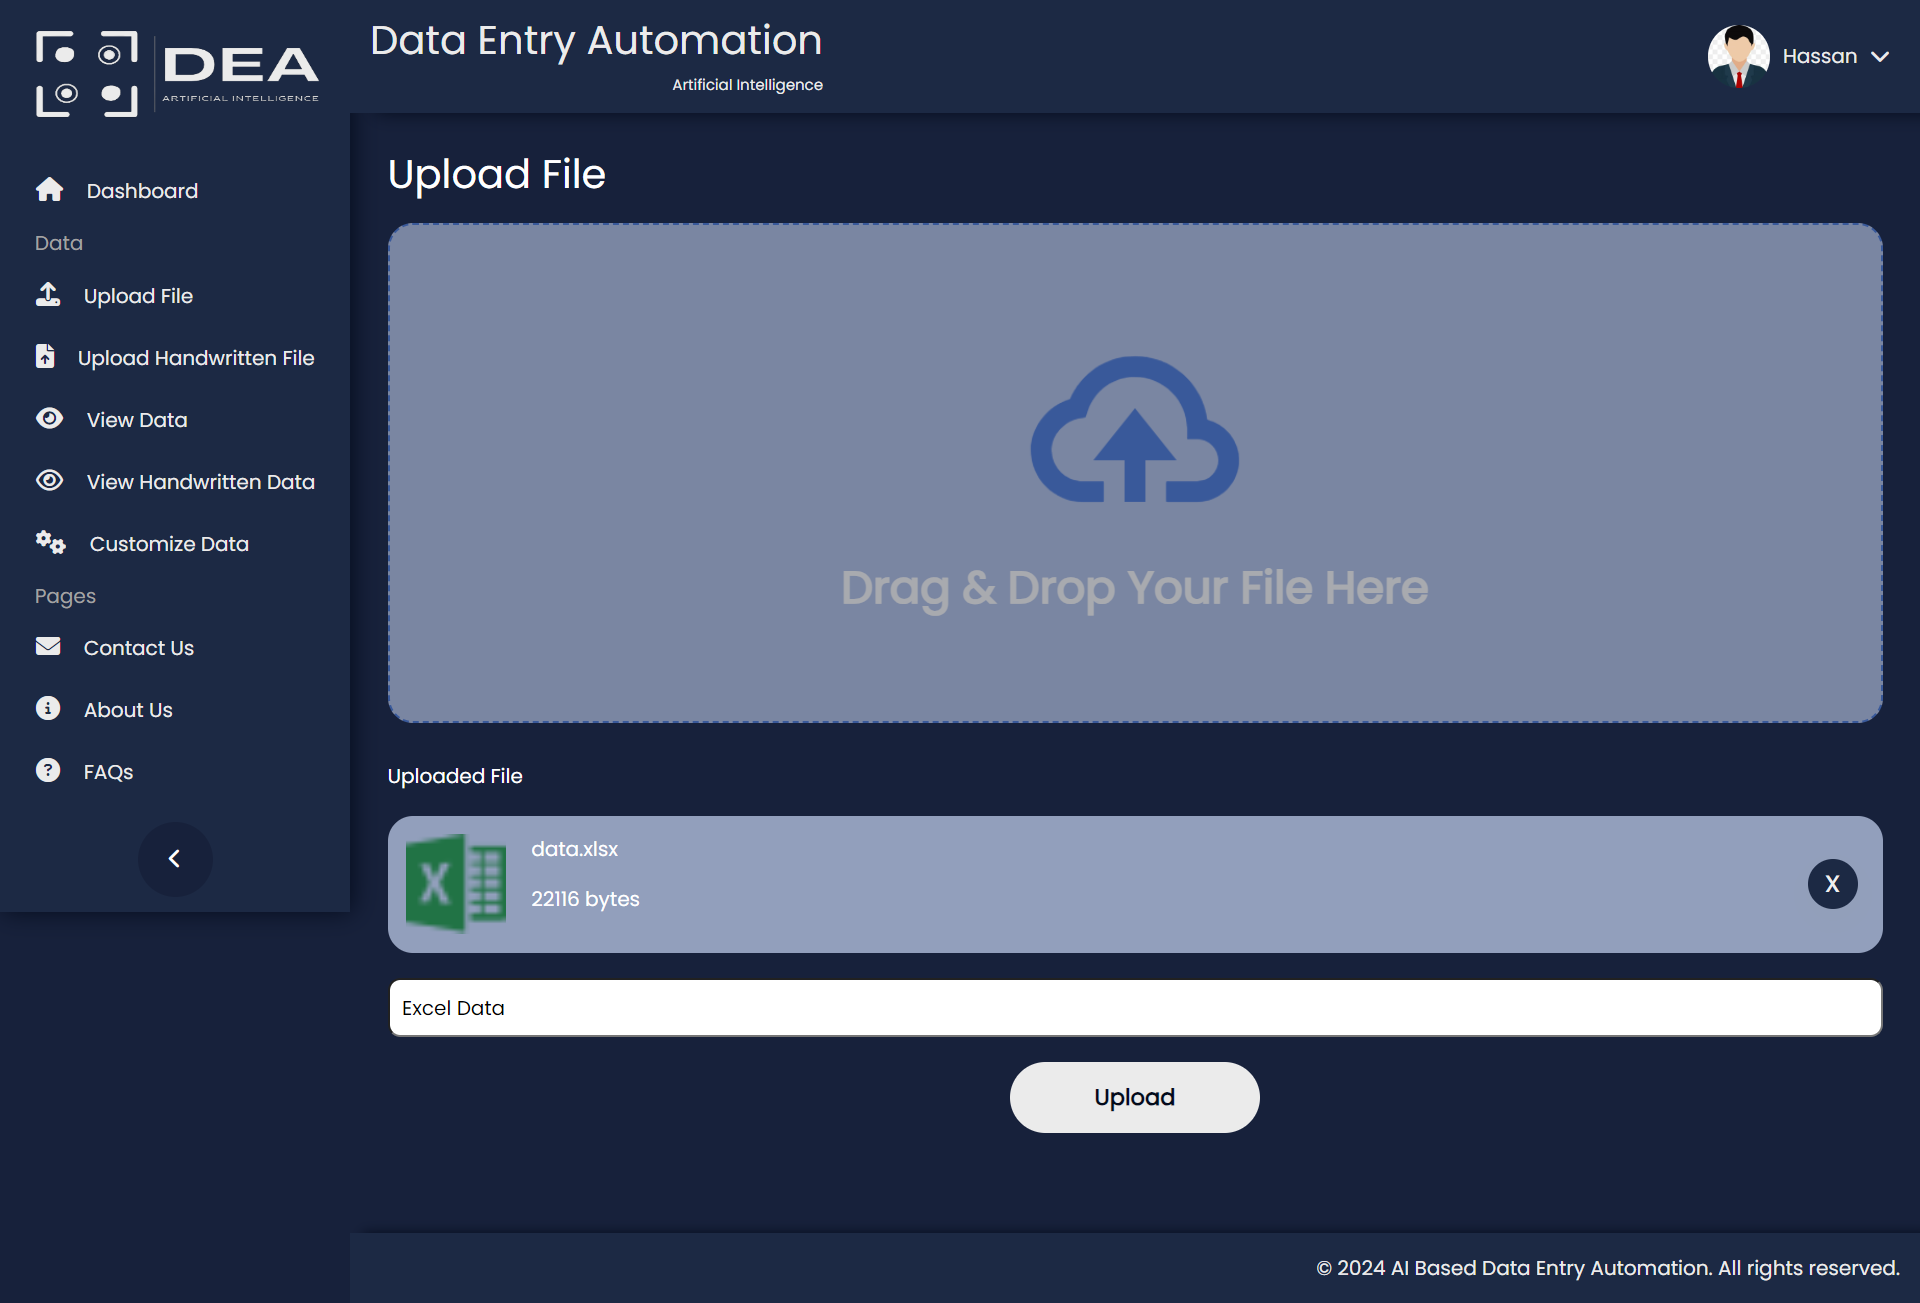 DEA
ARTIFICIAL INTELLIGENCE
Data Entry Automation
Artificial Intelligence
Hassan
Dashboard
Data
Upload File
Upload Handwritten File
View Data
View Handwritten Data
Customize Data
Pages
Contact Us
About Us
FAQs
Upload File
Drag & Drop Your File Here
Uploaded File
data.xlsx
22116 bytes
X
Excel Data
Upload
© 2024 AI Based Data Entry Automation. All rights reserved.